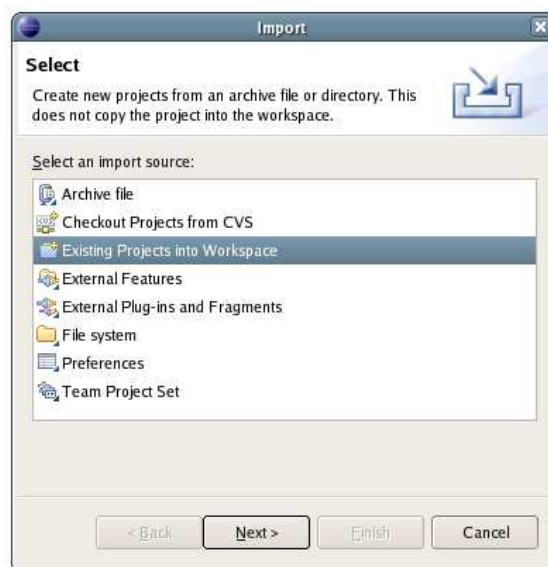 Import
Select
Create new projects from an archive file or directory. This
does not copy the project into the workspace.
Select an import source:
Archive file
Checkout Projects from CVS
Existing Projects into Workspace
External Features
External Plug-ins and Fragments
File system
Preferences
Team Project Set
< Back
Next >
Finish
Cancel